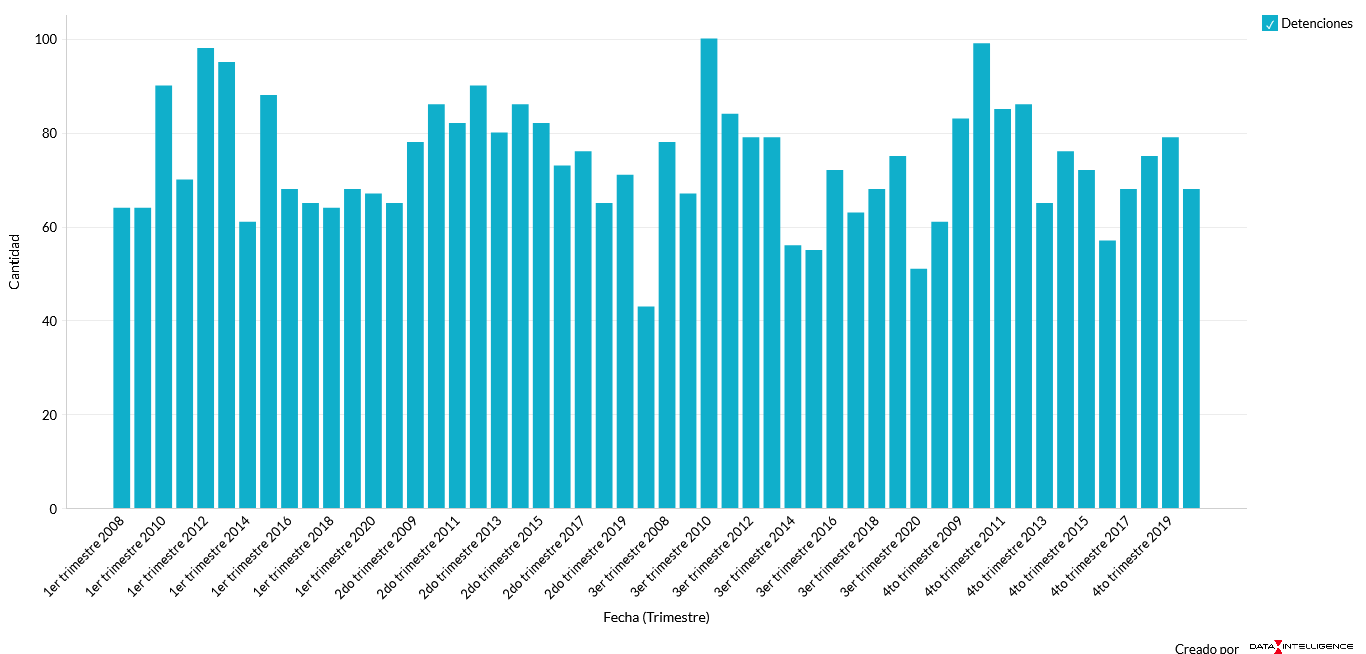 Detenciones
100
80
60
40
20
0
Cantidad
1er trimestre 2008
1er trimestre 2010
1er trimestre 2012
1er trimestre 2014
1er trimestre 2016
1er trimestre 2018
1er trimestre 2020
2do trimestre 2009
2do trimestre 2011
2do trimestre 2013
2do trimestre 2015
2do trimestre 2017
2do trimestre 2019
3er trimestre 2008
3er trimestre 2010
3er trimestre 2012
3er trimestre 2014
3er trimestre 2016
3er trimestre 2018
3er trimestre 2020
4to trimestre 2009
4to trimestre 2011
4to trimestre 2013
4to trimestre 2015
4to trimestre 2017
4to trimestre 2019
Fecha (Trimestre)
Creado por DATA INTELLIGENCE